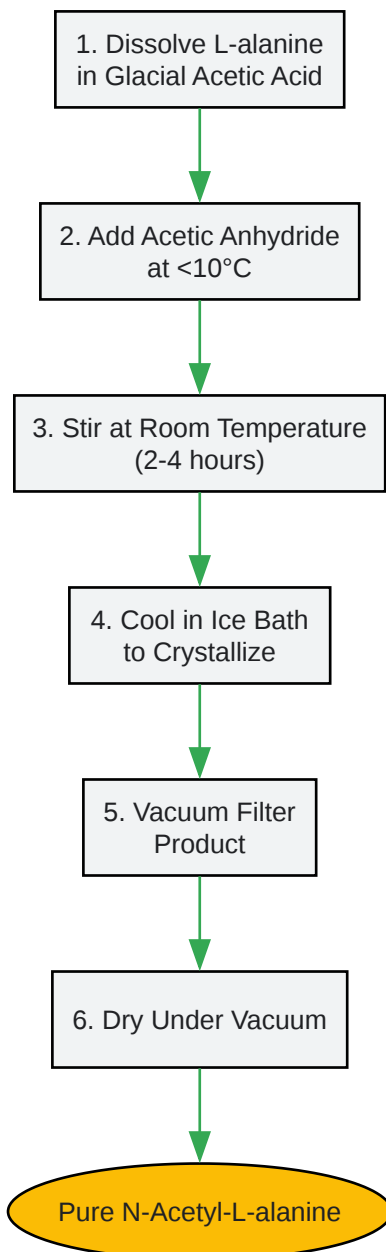 1. Dissolve L-alanine
in Glacial Acetic Acid
2. Add Acetic Anhydride
at <10°C
3. Stir at Room Temperature
(2-4 hours)
4. Cool in Ice Bath
to Crystallize
5. Vacuum Filter
Product
6. Dry Under Vacuum
Pure N-Acetyl-L-alanine